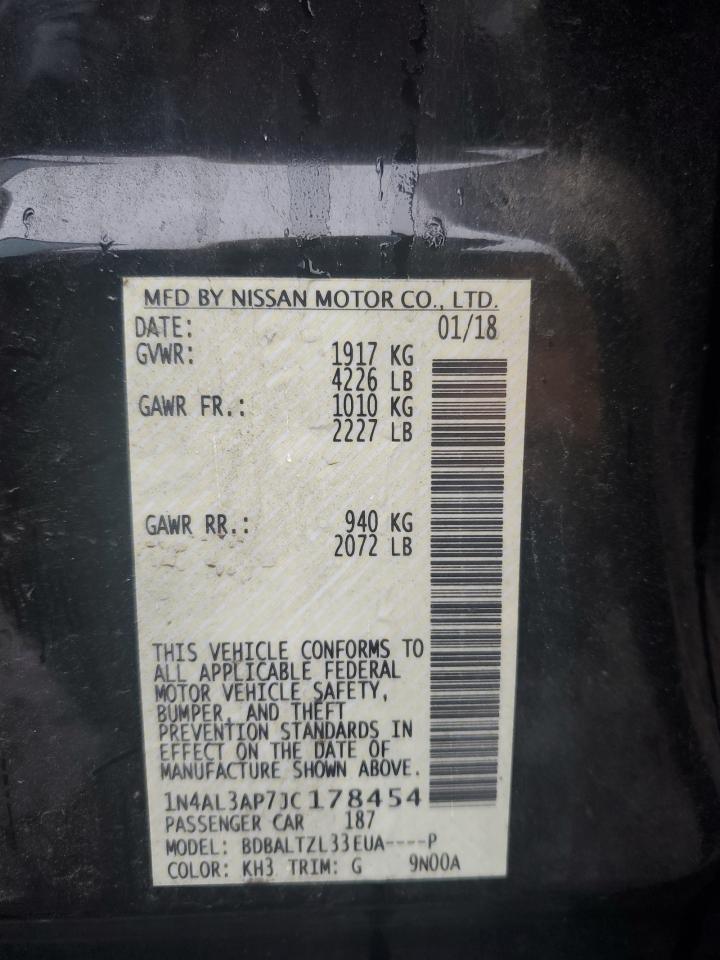 MFD BY NISSAN MOTOR CO., LTD.
DATE: 01/18
GVWR: 1917 KG
4226 LB
GAWR FR.: 1010 KG
2227 LB
GAWR RR.: 940 KG
2072 LB
THIS VEHICLE CONFORMS TO
ALL APPLICABLE FEDERAL
MOTOR VEHICLE SAFETY,
BUMPER, AND THEFT
PREVENTION STANDARDS IN
EFFECT ON THE DATE OF
MANUFACTURE SHOWN ABOVE.
1N4AL3AP7JC178454
PASSENGER CAR 187
MODEL: BDBALTZL33EUA----P
COLOR: KH3 TRIM: G 9N00A